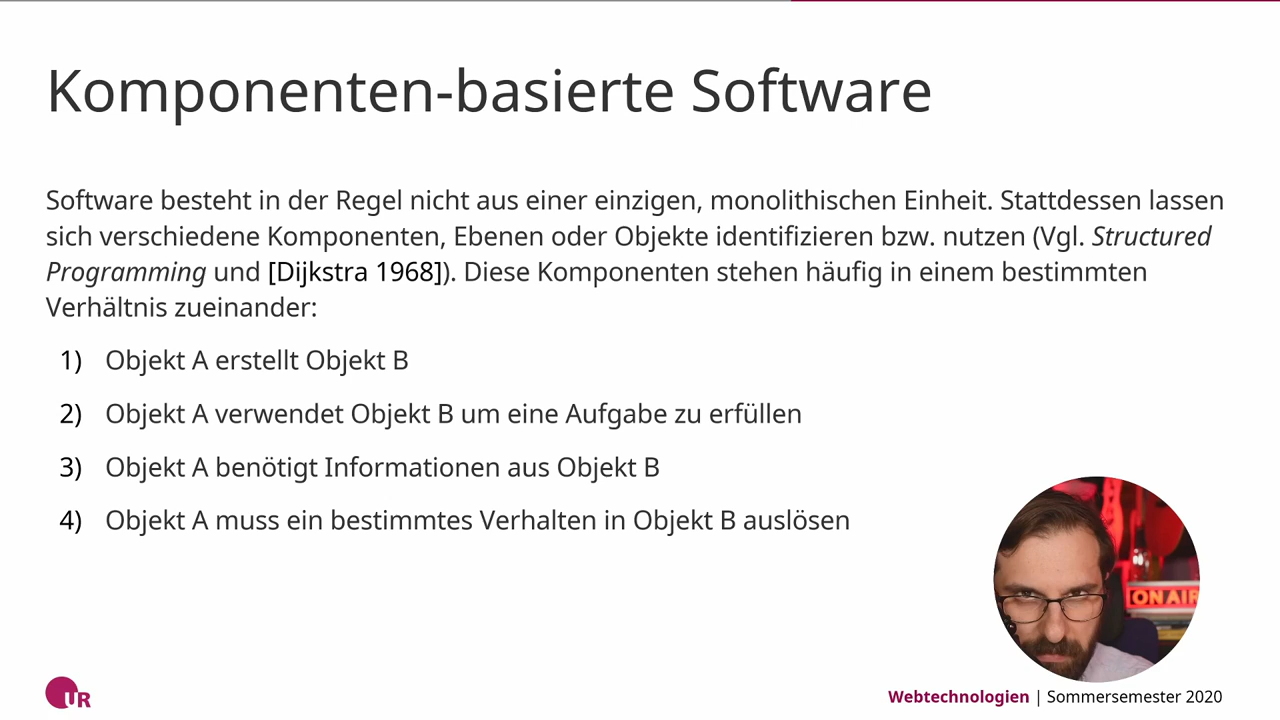 Komponenten-basierte Software
Software besteht in der Regel nicht aus einer einzigen, monolithischen Einheit. Stattdessen lassen
sich verschiedene Komponenten, Ebenen oder Objekte identifizieren bzw. nutzen (Vgl. Structured
Programming und [Dijkstra 1968]). Diese Komponenten stehen häufig in einem bestimmten
Verhältnis zueinander:
1) Objekt A erstellt Objekt B
2) Objekt A verwendet Objekt B um eine Aufgabe zu erfüllen
3) Objekt A benötigt Informationen aus Objekt B
4) Objekt A muss ein bestimmtes Verhalten in Objekt B auslösen
ON AIR
UR
Webtechnologien | Sommersemester 2020